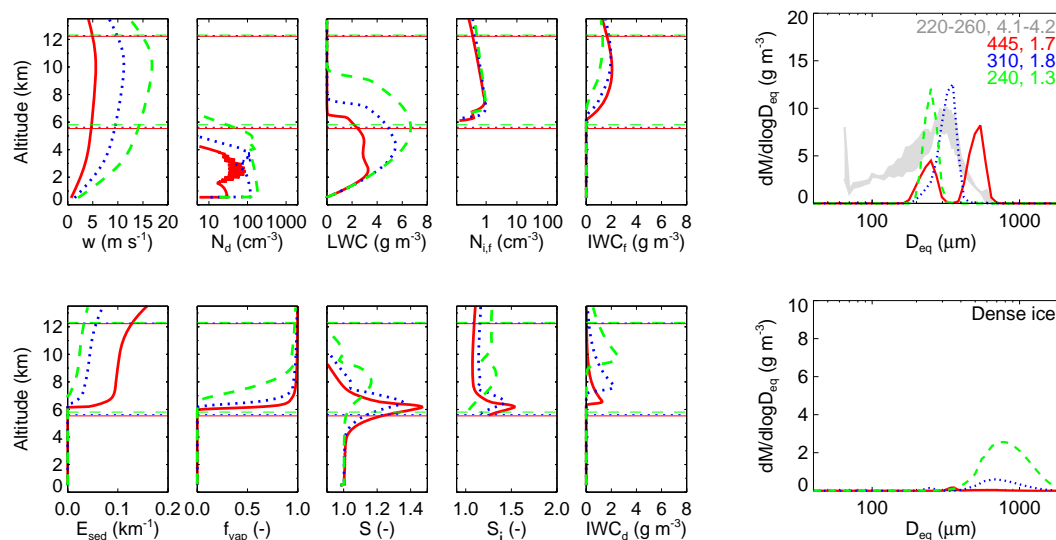 Altitude (km)
12
10
8
6
4
2
0
0 5 10 15 20
w (m s⁻¹)
10 100 1000
N_d (cm⁻³)
0 2 4 6 8
LWC (g m⁻³)
1 10 100
N_i,f (cm⁻³)
0 2 4 6 8
IWC_f (g m⁻³)
dM/dlogD_eq (g m⁻³)
20
15
10
5
0
220-260, 4.1-4.2
445, 1.7
310, 1.8
240, 1.3
100 1000
D_eq (μm)
Altitude (km)
12
10
8
6
4
2
0
0.0 0.1 0.2
E_sed (km⁻¹)
0.0 0.5 1.0
f_vap (-)
1.0 1.2 1.4
S (-)
1.0 1.5 2.0
S_i (-)
0 2 4 6 8
IWC_d (g m⁻³)
dM/dlogD_eq (g m⁻³)
10
8
6
4
2
0
Dense ice
100 1000
D_eq (μm)